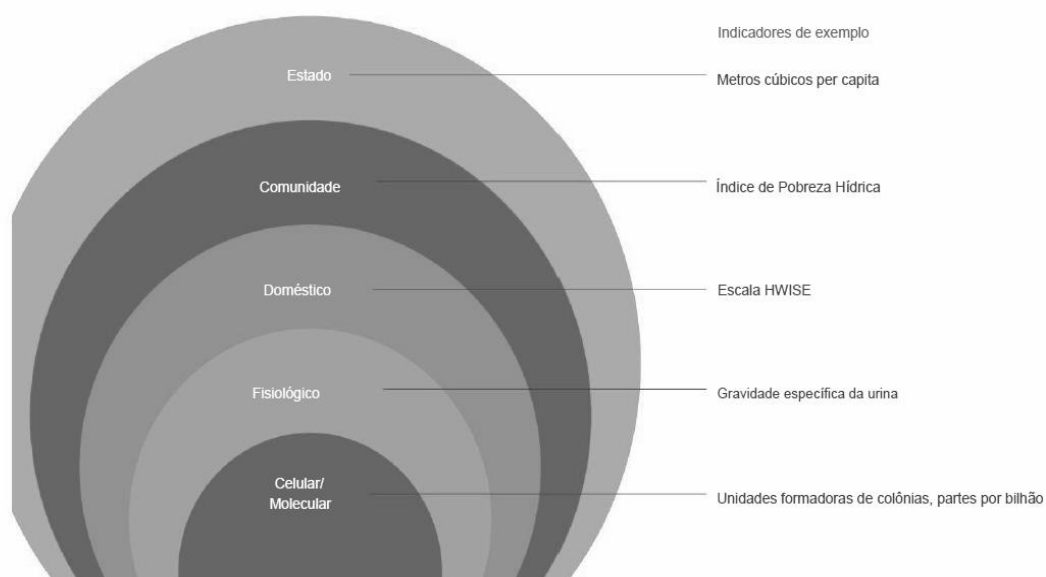 Indicadores de exemplo
Estado
Metros cúbicos per capita
Comunidade
Índice de Pobreza Hídrica
Doméstico
Escala HWISE
Fisiológico
Gravidade específica da urina
Celular/
Molecular
Unidades formadoras de colônias, partes por bilhão